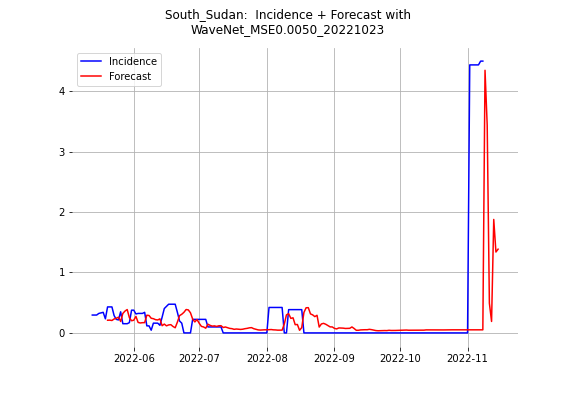 South_Sudan:  Incidence + Forecast with
WaveNet_MSE0.0050_20221023
Incidence
Forecast
4
3
2
1
0
2022-06
2022-07
2022-08
2022-09
2022-10
2022-11